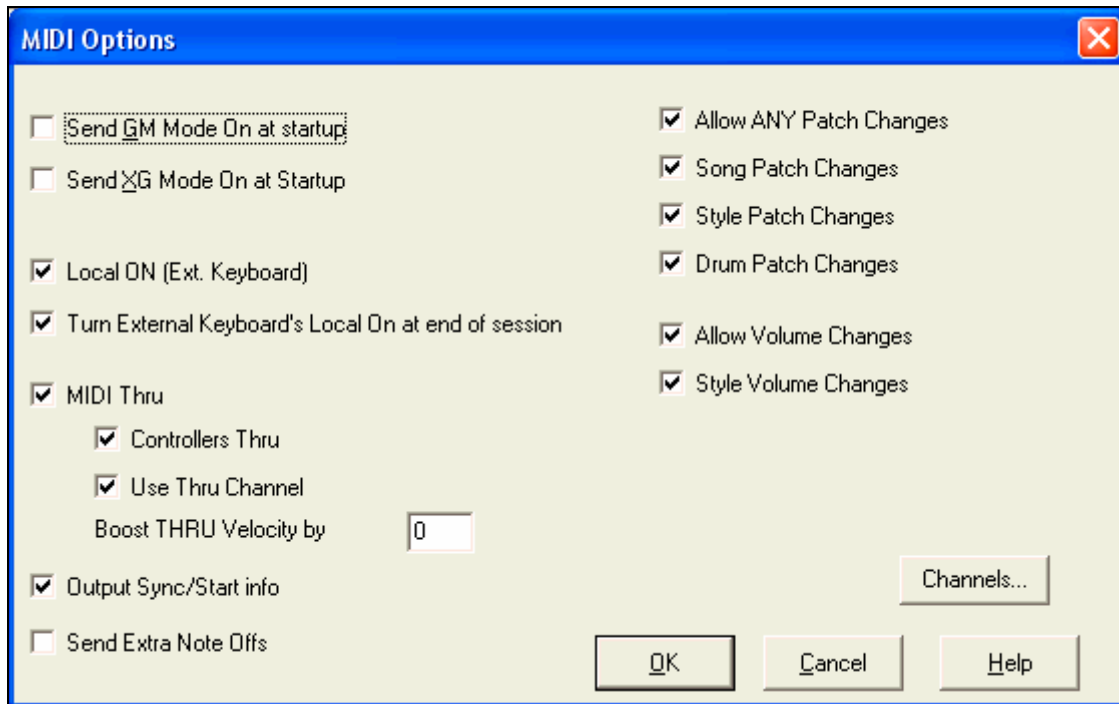 MIDI Options
Send GM Mode On at startup
Send XG Mode On at Startup
Local ON (Ext. Keyboard)
Turn External Keyboard's Local On at end of session
MIDI Thru
Controllers Thru
Use Thru Channel
Boost THRU Velocity by 0
Output Sync/Start info
Send Extra Note Offs
Allow ANY Patch Changes
Song Patch Changes
Style Patch Changes
Drum Patch Changes
Allow Volume Changes
Style Volume Changes
Channels...
OK Cancel Help